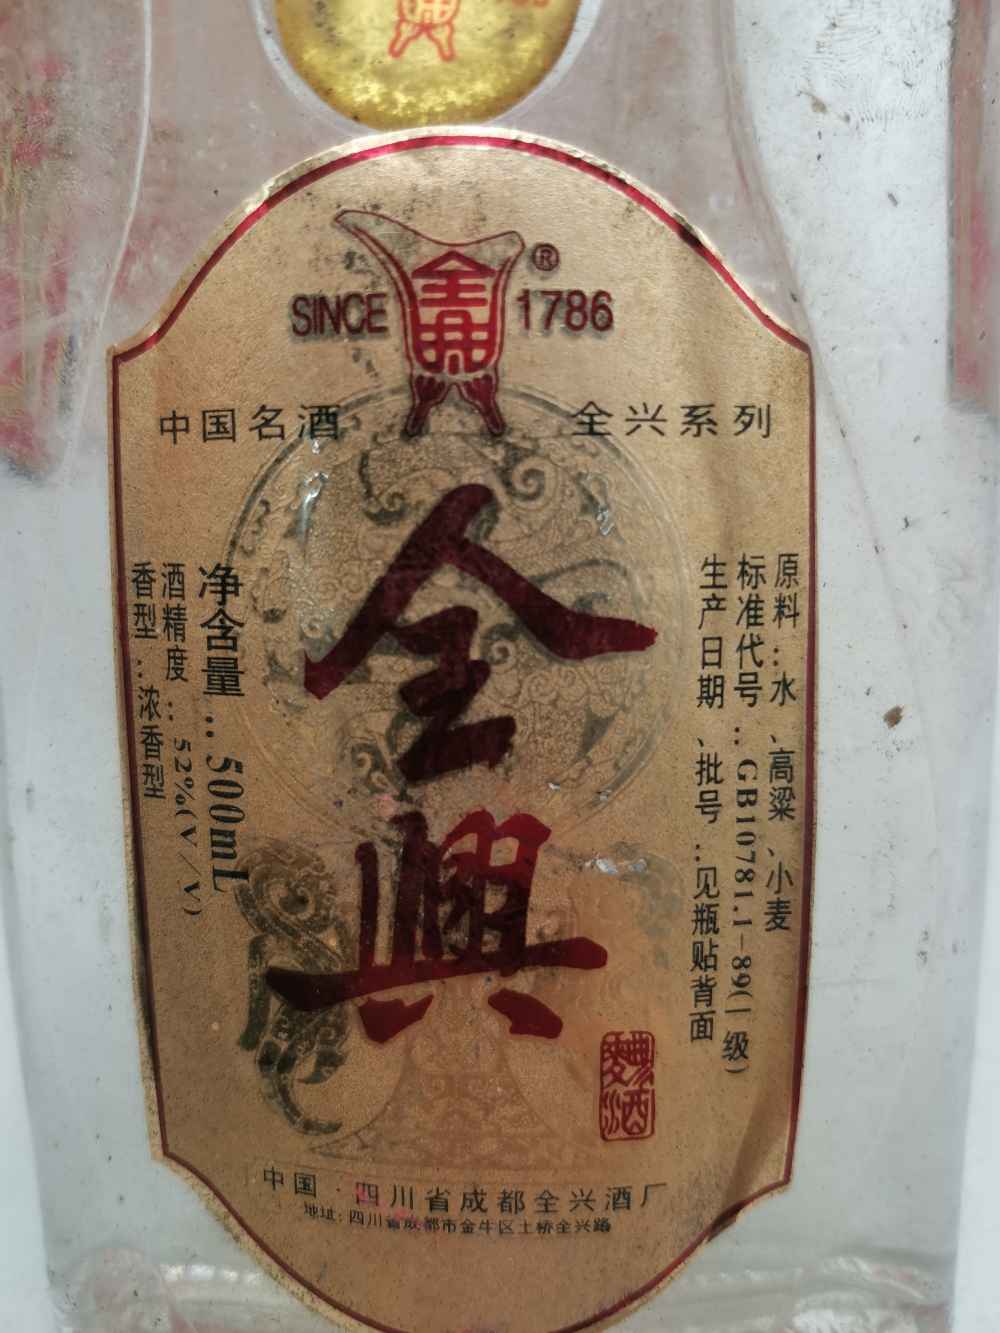 全興
SINCE 1786
®
中国名酒 全兴系列
全興
净含量：500mL
酒精度：52%(V/V)
香型：浓香型
原料：水、高粱、小麦
标准代号：GB10781.1-89(一级)
生产日期、批号：见瓶贴背面
中国·四川省成都全兴酒厂
地址：四川省成都市金牛区土桥全兴路